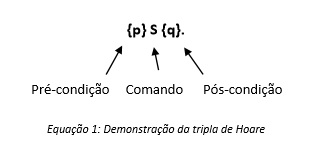 {p} S {q}.
Pré-condição Comando Pós-condição
Equação 1: Demonstração da tripla de Hoare